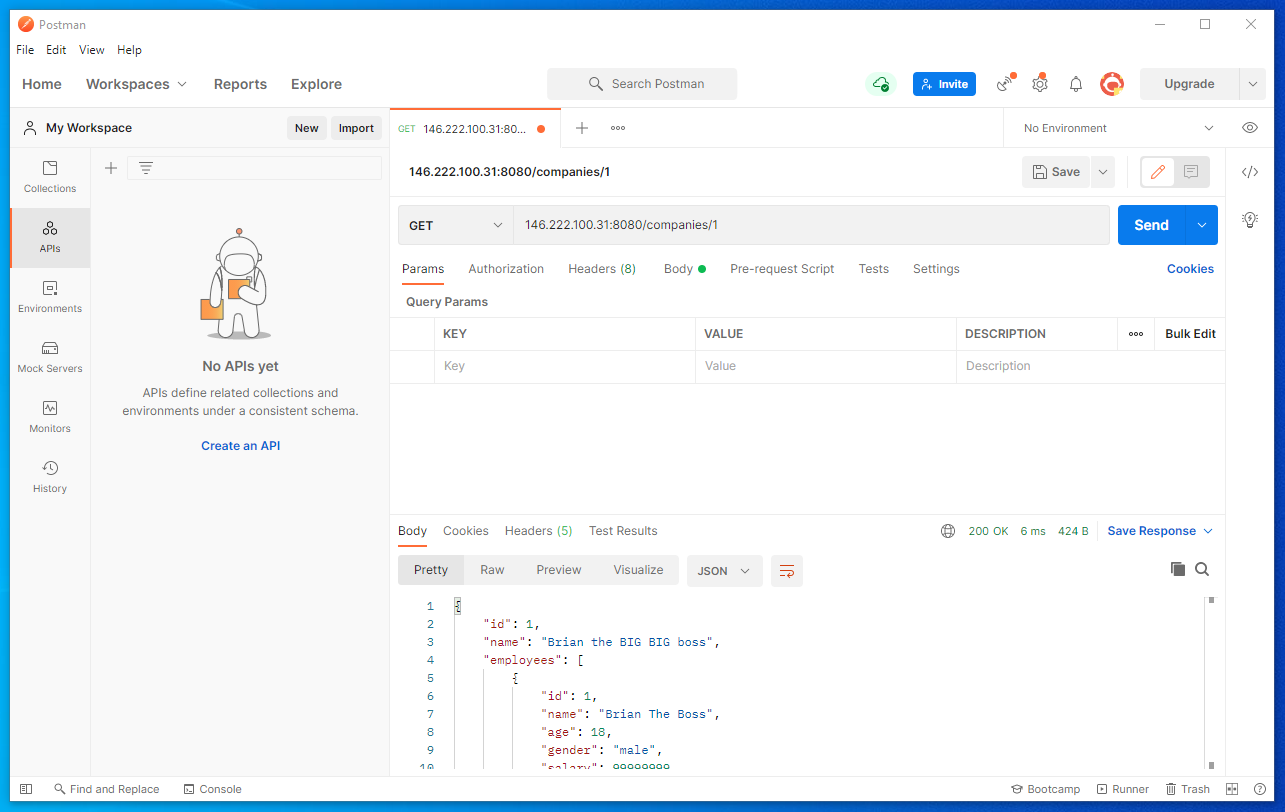 Postman
File Edit View Help
Home Workspaces Reports Explore
Search Postman
Invite
Upgrade
My Workspace
New Import
GET 146.222.100.31:80...
No Environment
Collections
APIs
Environments
Mock Servers
Monitors
History
No APIs yet
APIs define related collections and
environments under a consistent schema.
Create an API
146.222.100.31:8080/companies/1
Save
GET 146.222.100.31:8080/companies/1
Send
Params Authorization Headers (8) Body Pre-request Script Tests Settings Cookies
Query Params
KEY VALUE DESCRIPTION Bulk Edit
Key Value Description
Body Cookies Headers (5) Test Results
200 OK 6 ms 424 B Save Response
Pretty Raw Preview Visualize JSON
1 {
2 "id": 1,
3 "name": "Brian the BIG BIG boss",
4 "employees": [
5 {
6 "id": 1,
7 "name": "Brian The Boss",
8 "age": 18,
9 "gender": "male",
10 "salary": 99999999
Find and Replace Console
Bootcamp Runner Trash